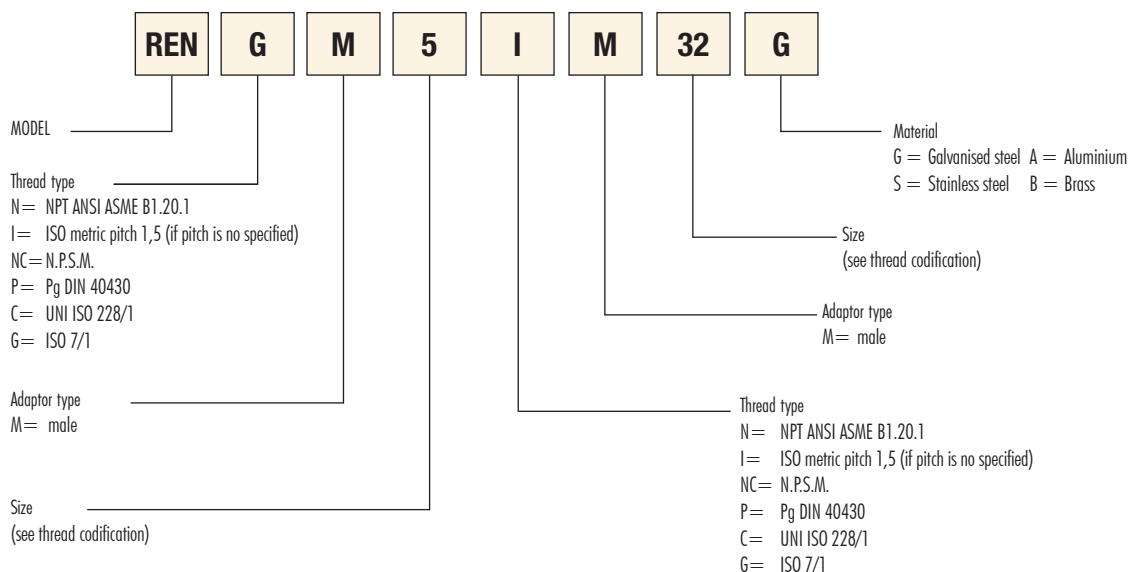 REN G M 5 I M 32 G
MODEL
Thread type
N= NPT ANSI ASME B1.20.1
I= ISO metric pitch 1,5 (if pitch is no specified)
NC= N.P.S.M.
P= Pg DIN 40430
C= UNI ISO 228/1
G= ISO 7/1
Adaptor type
M= male
Size
(see thread codification)
Material
G = Galvanised steel A = Aluminium
S = Stainless steel B = Brass
Size
(see thread codification)
Adaptor type
M= male
Thread type
N= NPT ANSI ASME B1.20.1
I= ISO metric pitch 1,5 (if pitch is no specified)
NC= N.P.S.M.
P= Pg DIN 40430
C= UNI ISO 228/1
G= ISO 7/1